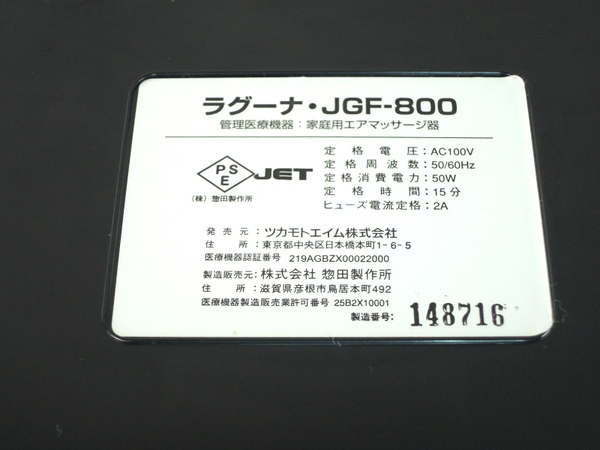 ラグーナ・JGF-800
管理医療機器：家庭用エアマッサージ器
PS
E
JET
(株) 惣田製作所
定格電圧：AC100V
定格周波数：50/60Hz
定格消費電力：50W
定格時間：15分
ヒューズ電流定格：2A
発売元：ツカモトエイム株式会社
住所：東京都中央区日本橋本町1-6-5
医療機器認証番号 219AGBZX00022000
製造販売元：株式会社 惣田製作所
住所：滋賀県彦根市鳥居本町492
医療機器製造販売業許可番号 25B2X10001
製造番号：148716